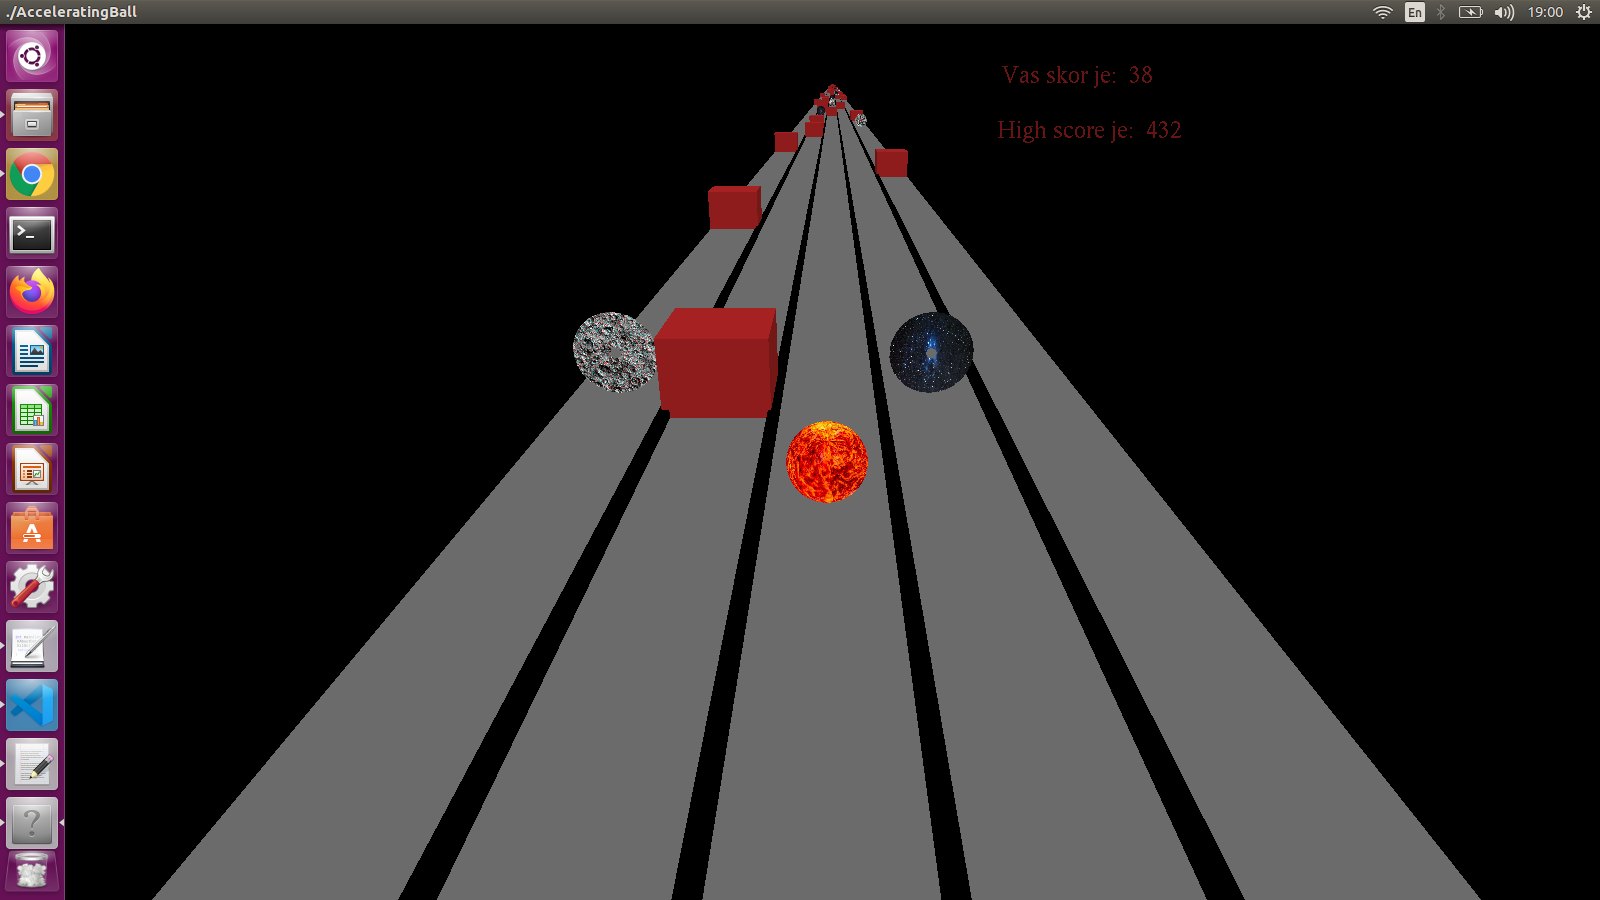 ./AcceleratingBall
En
19:00
Vas skor je: 38
High score je: 432